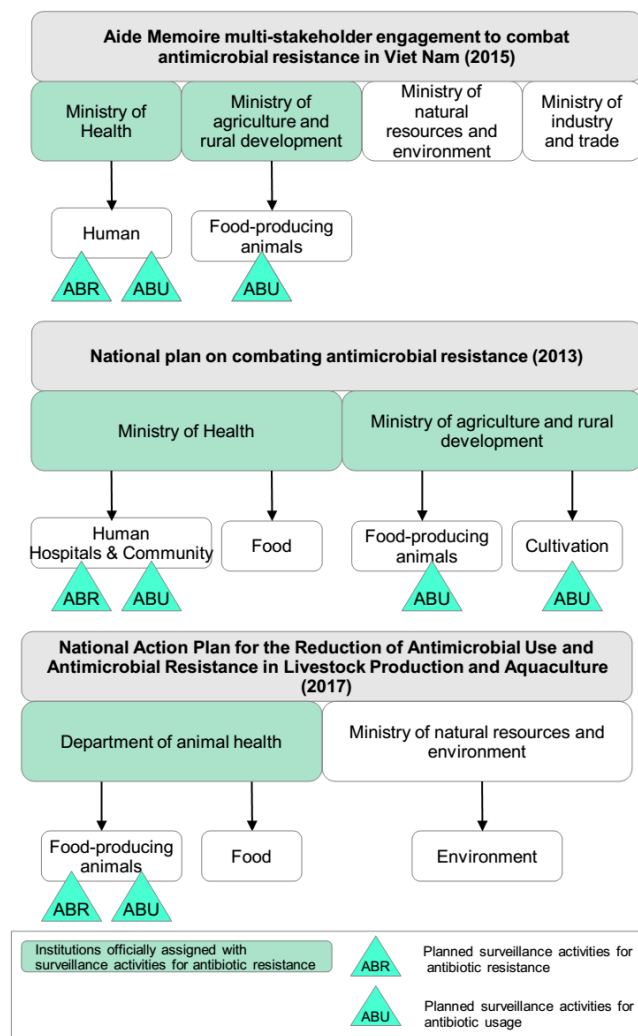 Aide Memoire multi-stakeholder engagement to combat
antimicrobial resistance in Viet Nam (2015)
Ministry of
Health
Ministry of
agriculture and
rural development
Ministry of
natural
resources and
environment
Ministry of
industry
and trade
Human
Food-producing
animals
ABR
ABU
ABU
National plan on combating antimicrobial resistance (2013)
Ministry of Health
Ministry of agriculture and rural
development
Human
Hospitals & Community
Food
Food-producing
animals
Cultivation
ABR
ABU
ABU
ABU
National Action Plan for the Reduction of Antimicrobial Use and
Antimicrobial Resistance in Livestock Production and Aquaculture
(2017)
Department of animal health
Ministry of natural resources and
environment
Food-producing
animals
Food
Environment
ABR
ABU
Institutions officially assigned with
surveillance activities for antibiotic resistance
ABR
Planned surveillance activities for
antibiotic resistance
ABU
Planned surveillance activities for
antibiotic usage